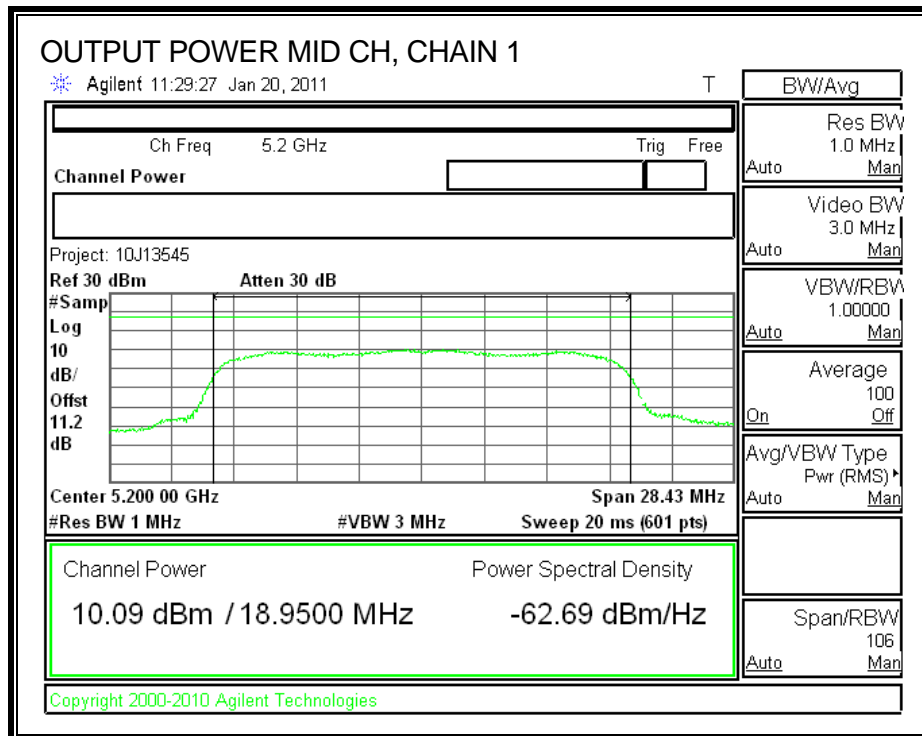 OUTPUT POWER MID CH, CHAIN 1
Agilent 11:29:27 Jan 20, 2011 T
Ch Freq 5.2 GHz Trig Free
Channel Power
Project: 10J13545
Ref 30 dBm Atten 30 dB
#Samp
Log
10
dB/
Offst
11.2
dB
Center 5.200 00 GHz Span 28.43 MHz
#Res BW 1 MHz #VBW 3 MHz Sweep 20 ms (601 pts)
Channel Power Power Spectral Density
10.09 dBm / 18.9500 MHz -62.69 dBm/Hz
Copyright 2000-2010 Agilent Technologies
BW/Avg
Res BW
1.0 MHz
Auto Man
Video BW
3.0 MHz
Auto Man
VBW/RBW
1.00000
Auto Man
Average
100
On Off
Avg/VBW Type
Pwr (RMS)
Auto Man
Span/RBW
106
Auto Man